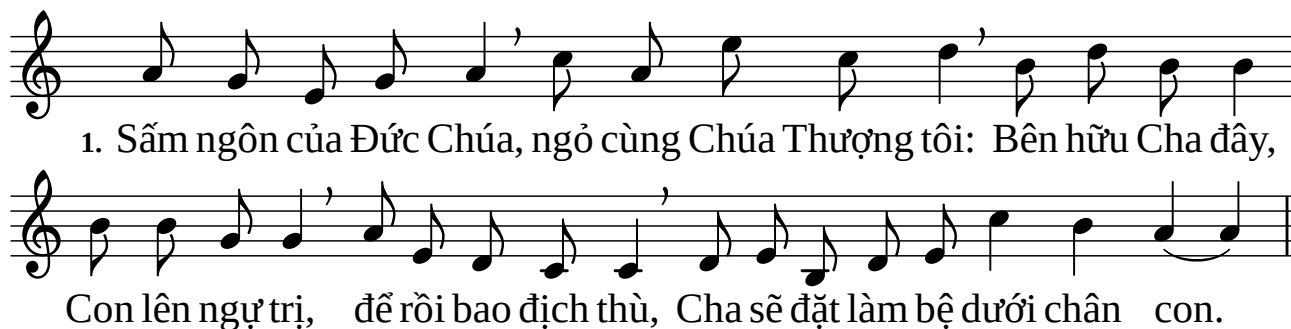 1. Sấm ngôn của Đức Chúa, ngỏ cùng Chúa Thượng tôi: Bên hữu Cha đây,
Con lên ngự trị, để rồi bao địch thù, Cha sẽ đặt làm bệ dưới chân con.